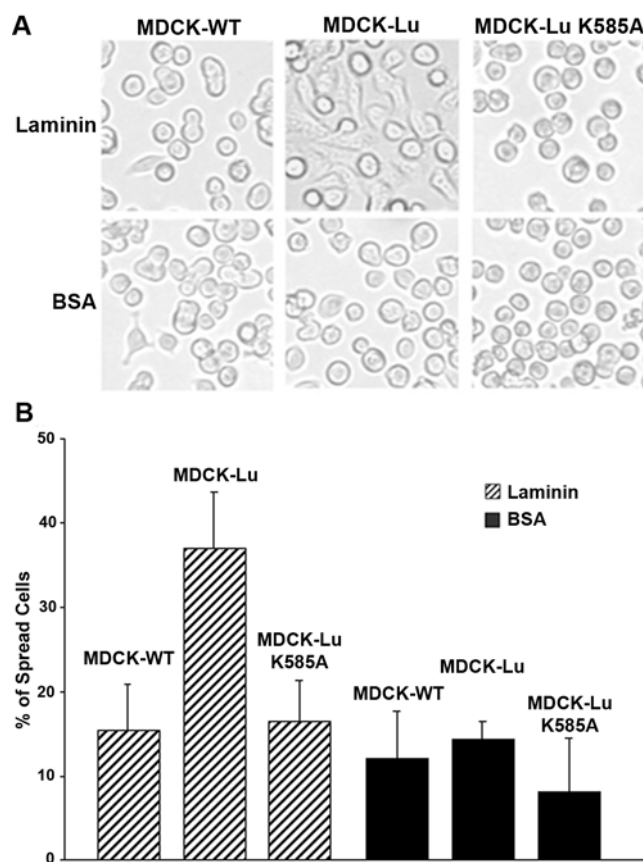 A
MDCK-WT
MDCK-Lu
MDCK-Lu K585A
Laminin
BSA
B
50
40
30
20
10
0
% of Spread Cells
MDCK-WT
MDCK-Lu
MDCK-Lu
K585A
MDCK-WT
MDCK-Lu
MDCK-Lu
K585A
Laminin
BSA